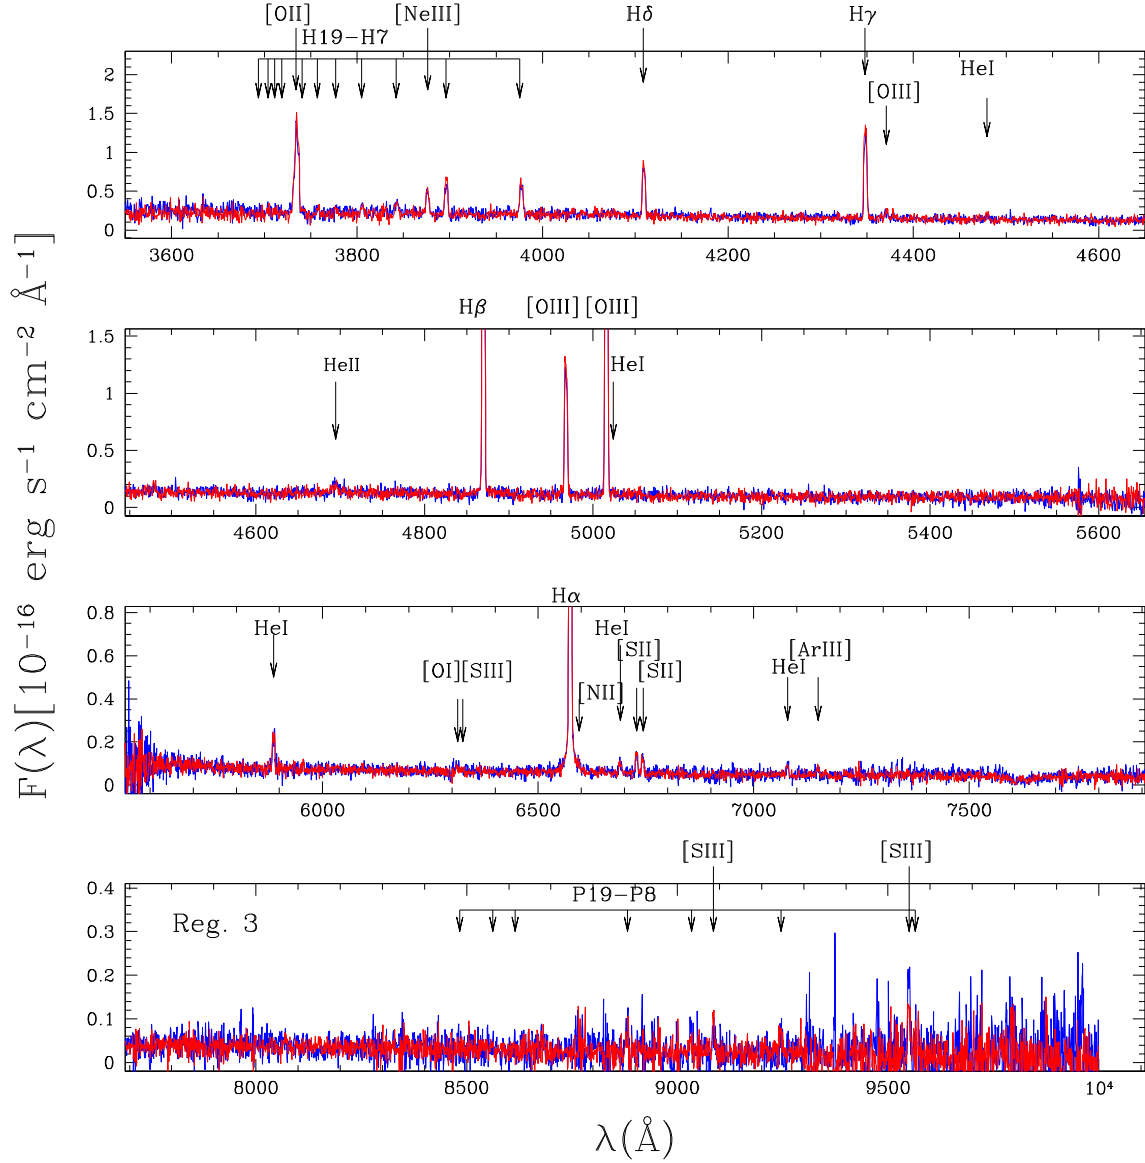 [OII] [NeIII] Hδ Hγ
H19−H7
HeI
[OIII]
2
1.5
1
0.5
0
3600 3800 4000 4200 4400 4600
Hβ [OIII] [OIII]
HeII HeI
1.5
1
0.5
0
4600 4800 5000 5200 5400 5600
F(λ)[10−16 erg s−1 cm−2 Å−1]
Hα
HeI HeI
[SII] [ArIII]
[OI] [SIII] [SII] HeI
[NII]
0.8
0.6
0.4
0.2
0
6000 6500 7000 7500
[SIII] [SIII]
P19−P8
Reg. 3
0.4
0.3
0.2
0.1
0
8000 8500 9000 9500 10⁴
λ(Å)